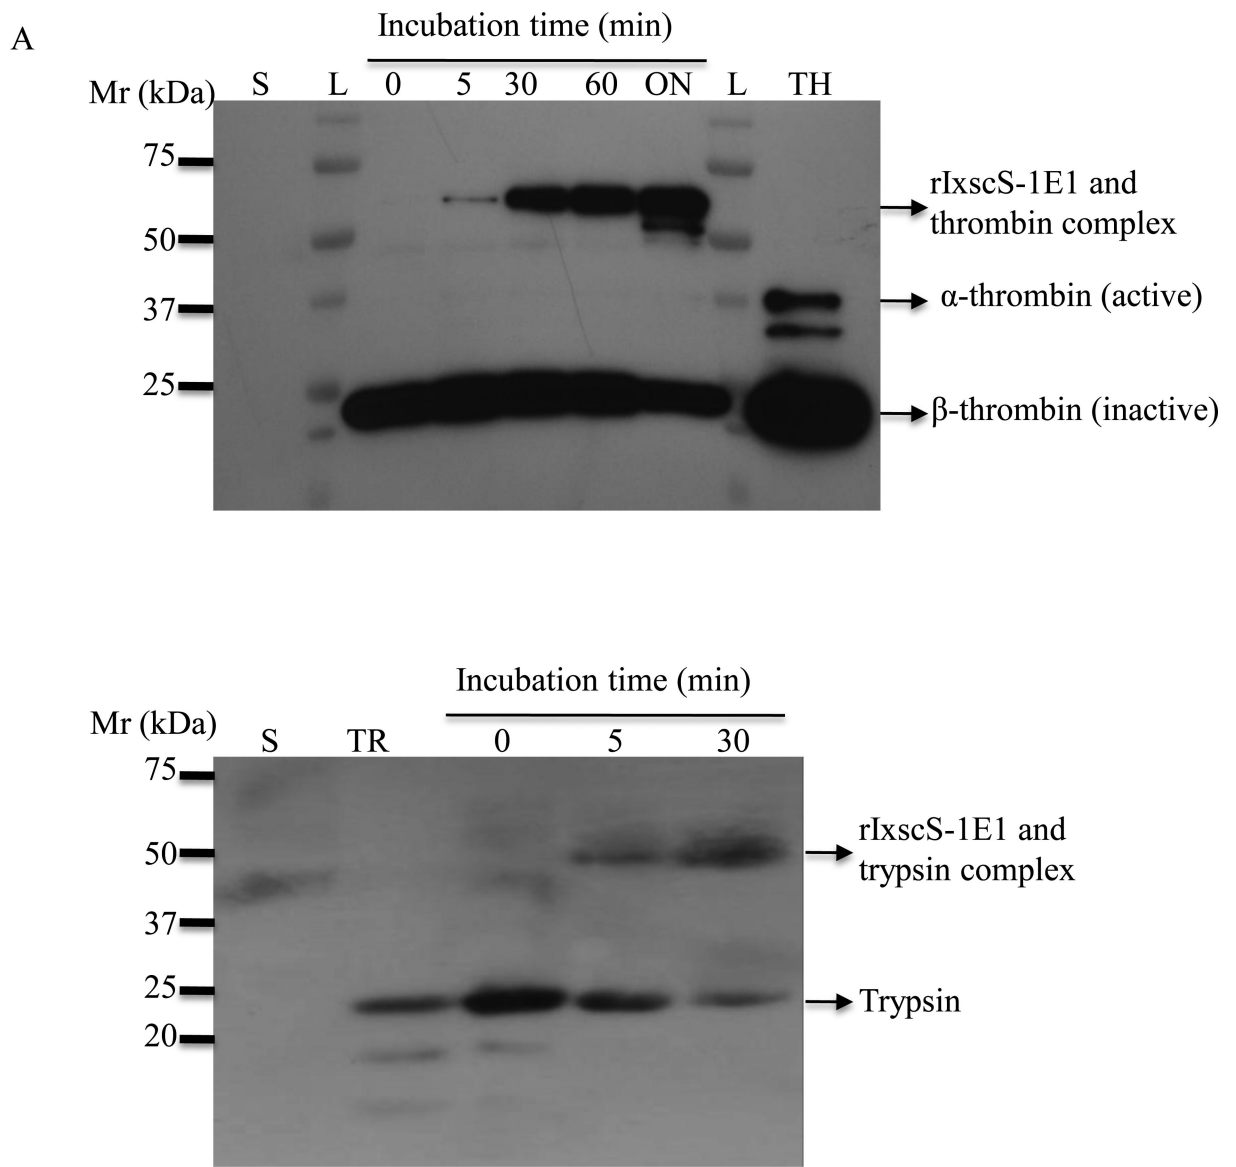 A
Incubation time (min)
Mr (kDa) S L 0 5 30 60 ON L TH
75
50
37
25
rIxscS-1E1 and
thrombin complex
α-thrombin (active)
β-thrombin (inactive)
Incubation time (min)
Mr (kDa) S TR 0 5 30
75
50
37
25
20
rIxscS-1E1 and
trypsin complex
Trypsin